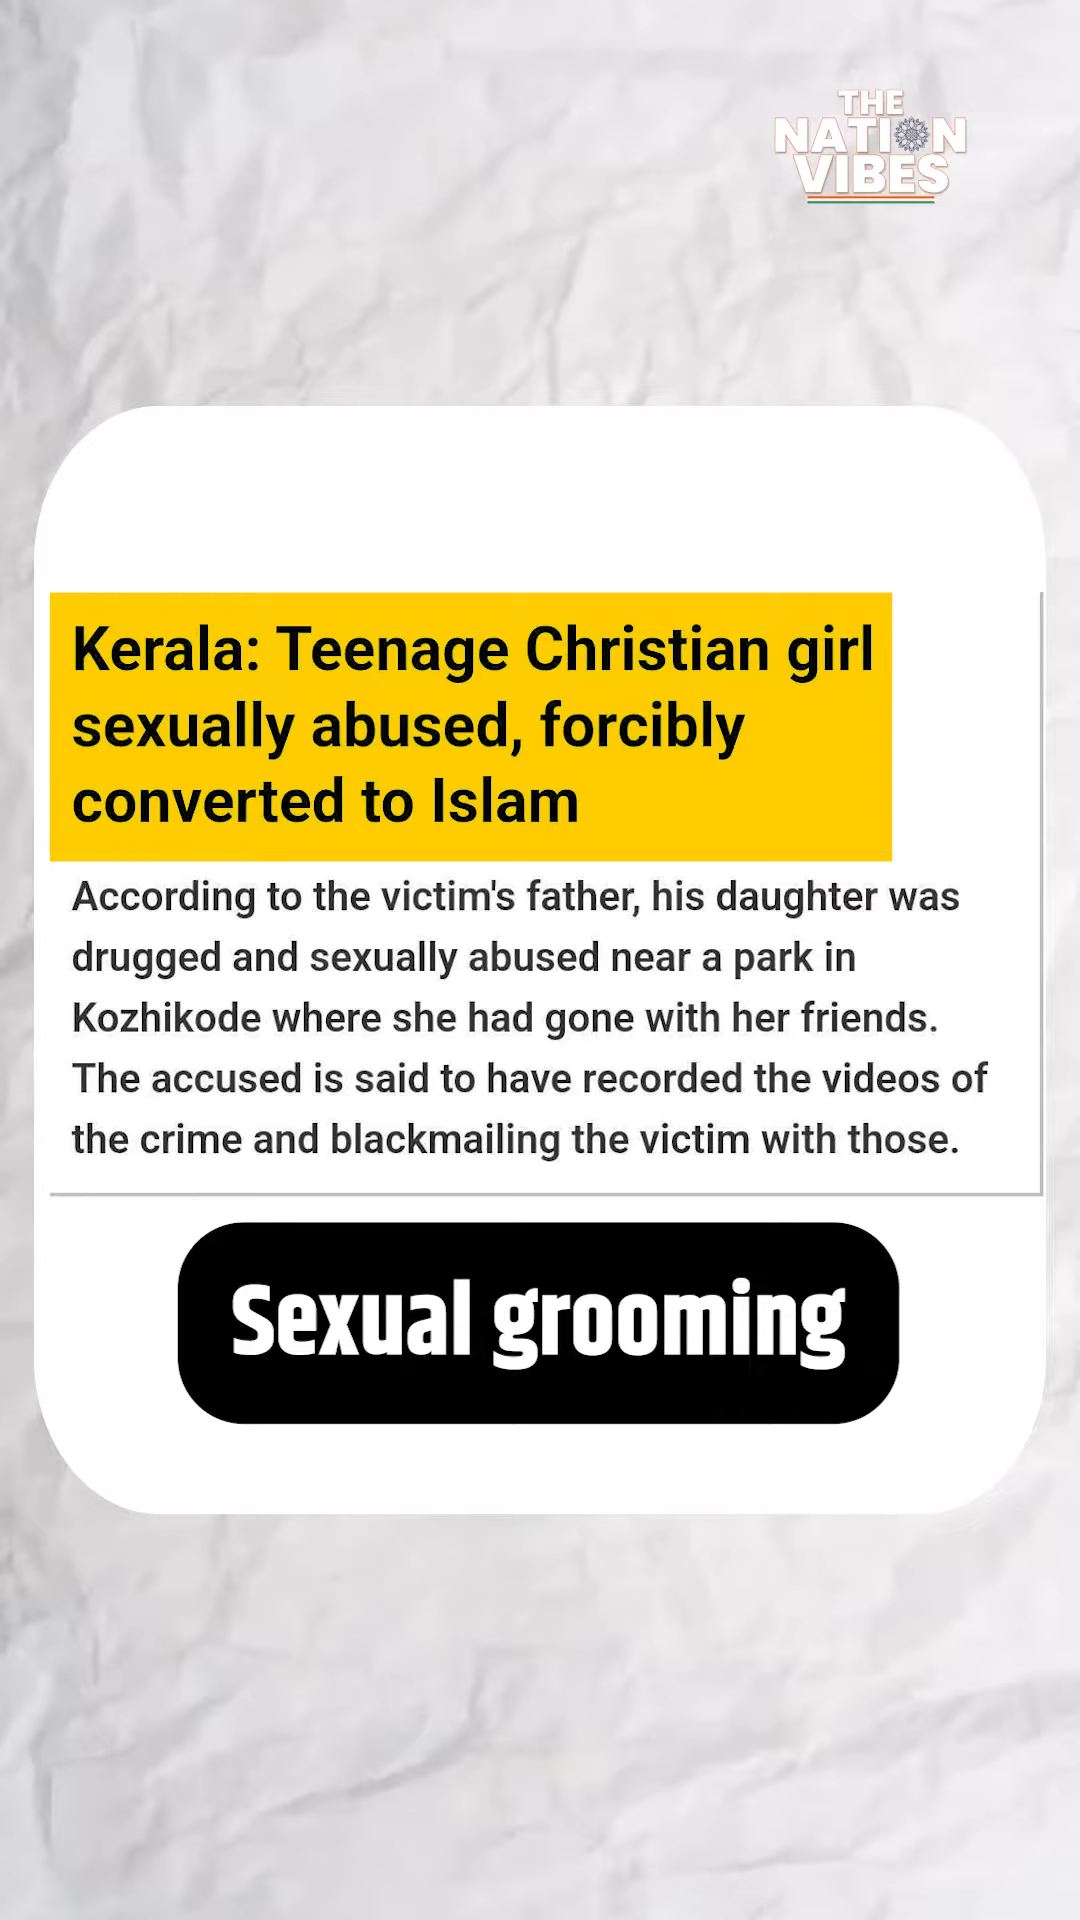 THE
NATION
VIBES
Kerala: Teenage Christian girl
sexually abused, forcibly
converted to Islam
According to the victim's father, his daughter was
drugged and sexually abused near a park in
Kozhikode where she had gone with her friends.
The accused is said to have recorded the videos of
the crime and blackmailing the victim with those.
Sexual grooming